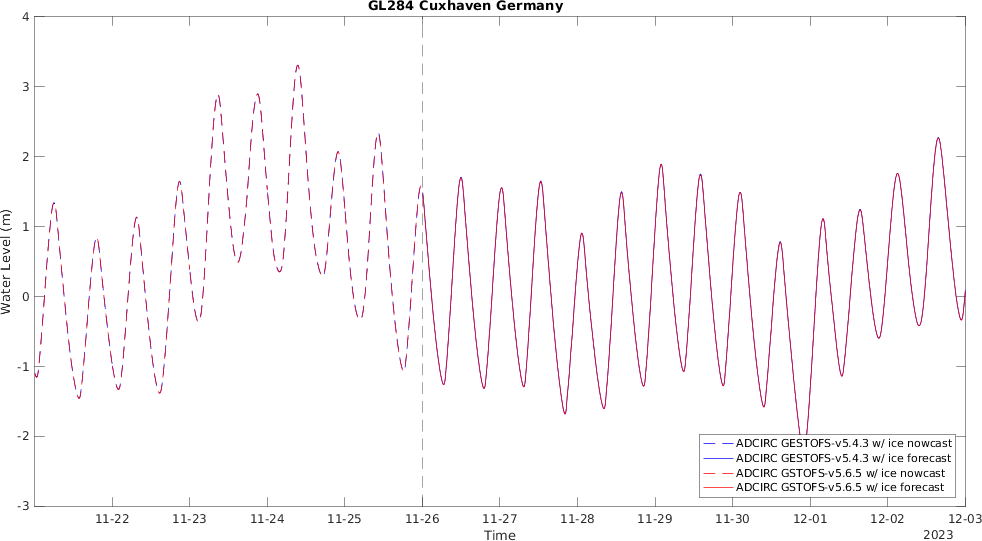 GL284 Cuxhaven Germany
4
3
2
1
0
-1
-2
-3
Water Level (m)
ADCIRC GESTOFS-v5.4.3 w/ ice nowcast
ADCIRC GESTOFS-v5.4.3 w/ ice forecast
ADCIRC GSTOFS-v5.6.5 w/ ice nowcast
ADCIRC GSTOFS-v5.6.5 w/ ice forecast
11-22 11-23 11-24 11-25 11-26 11-27 11-28 11-29 11-30 12-01 12-02 12-03
Time
2023